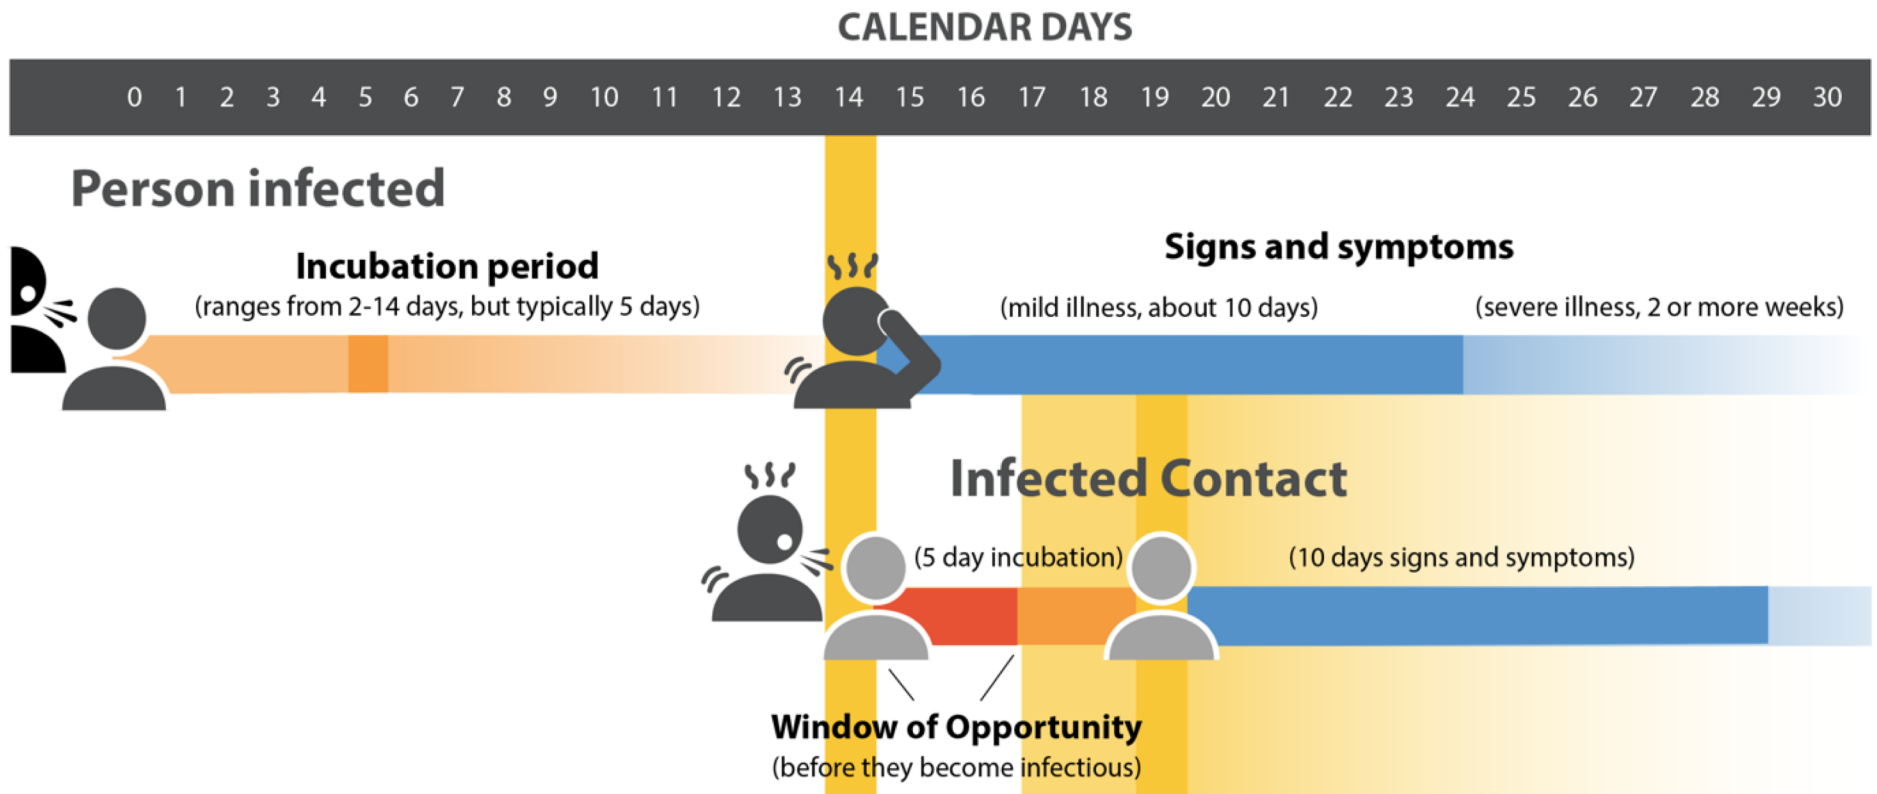 CALENDAR DAYS
0 1 2 3 4 5 6 7 8 9 10 11 12 13 14 15 16 17 18 19 20 21 22 23 24 25 26 27 28 29 30
Person infected
Incubation period
(ranges from 2-14 days, but typically 5 days)
Signs and symptoms
(mild illness, about 10 days)
(severe illness, 2 or more weeks)
Infected Contact
(5 day incubation)
(10 days signs and symptoms)
Window of Opportunity
(before they become infectious)